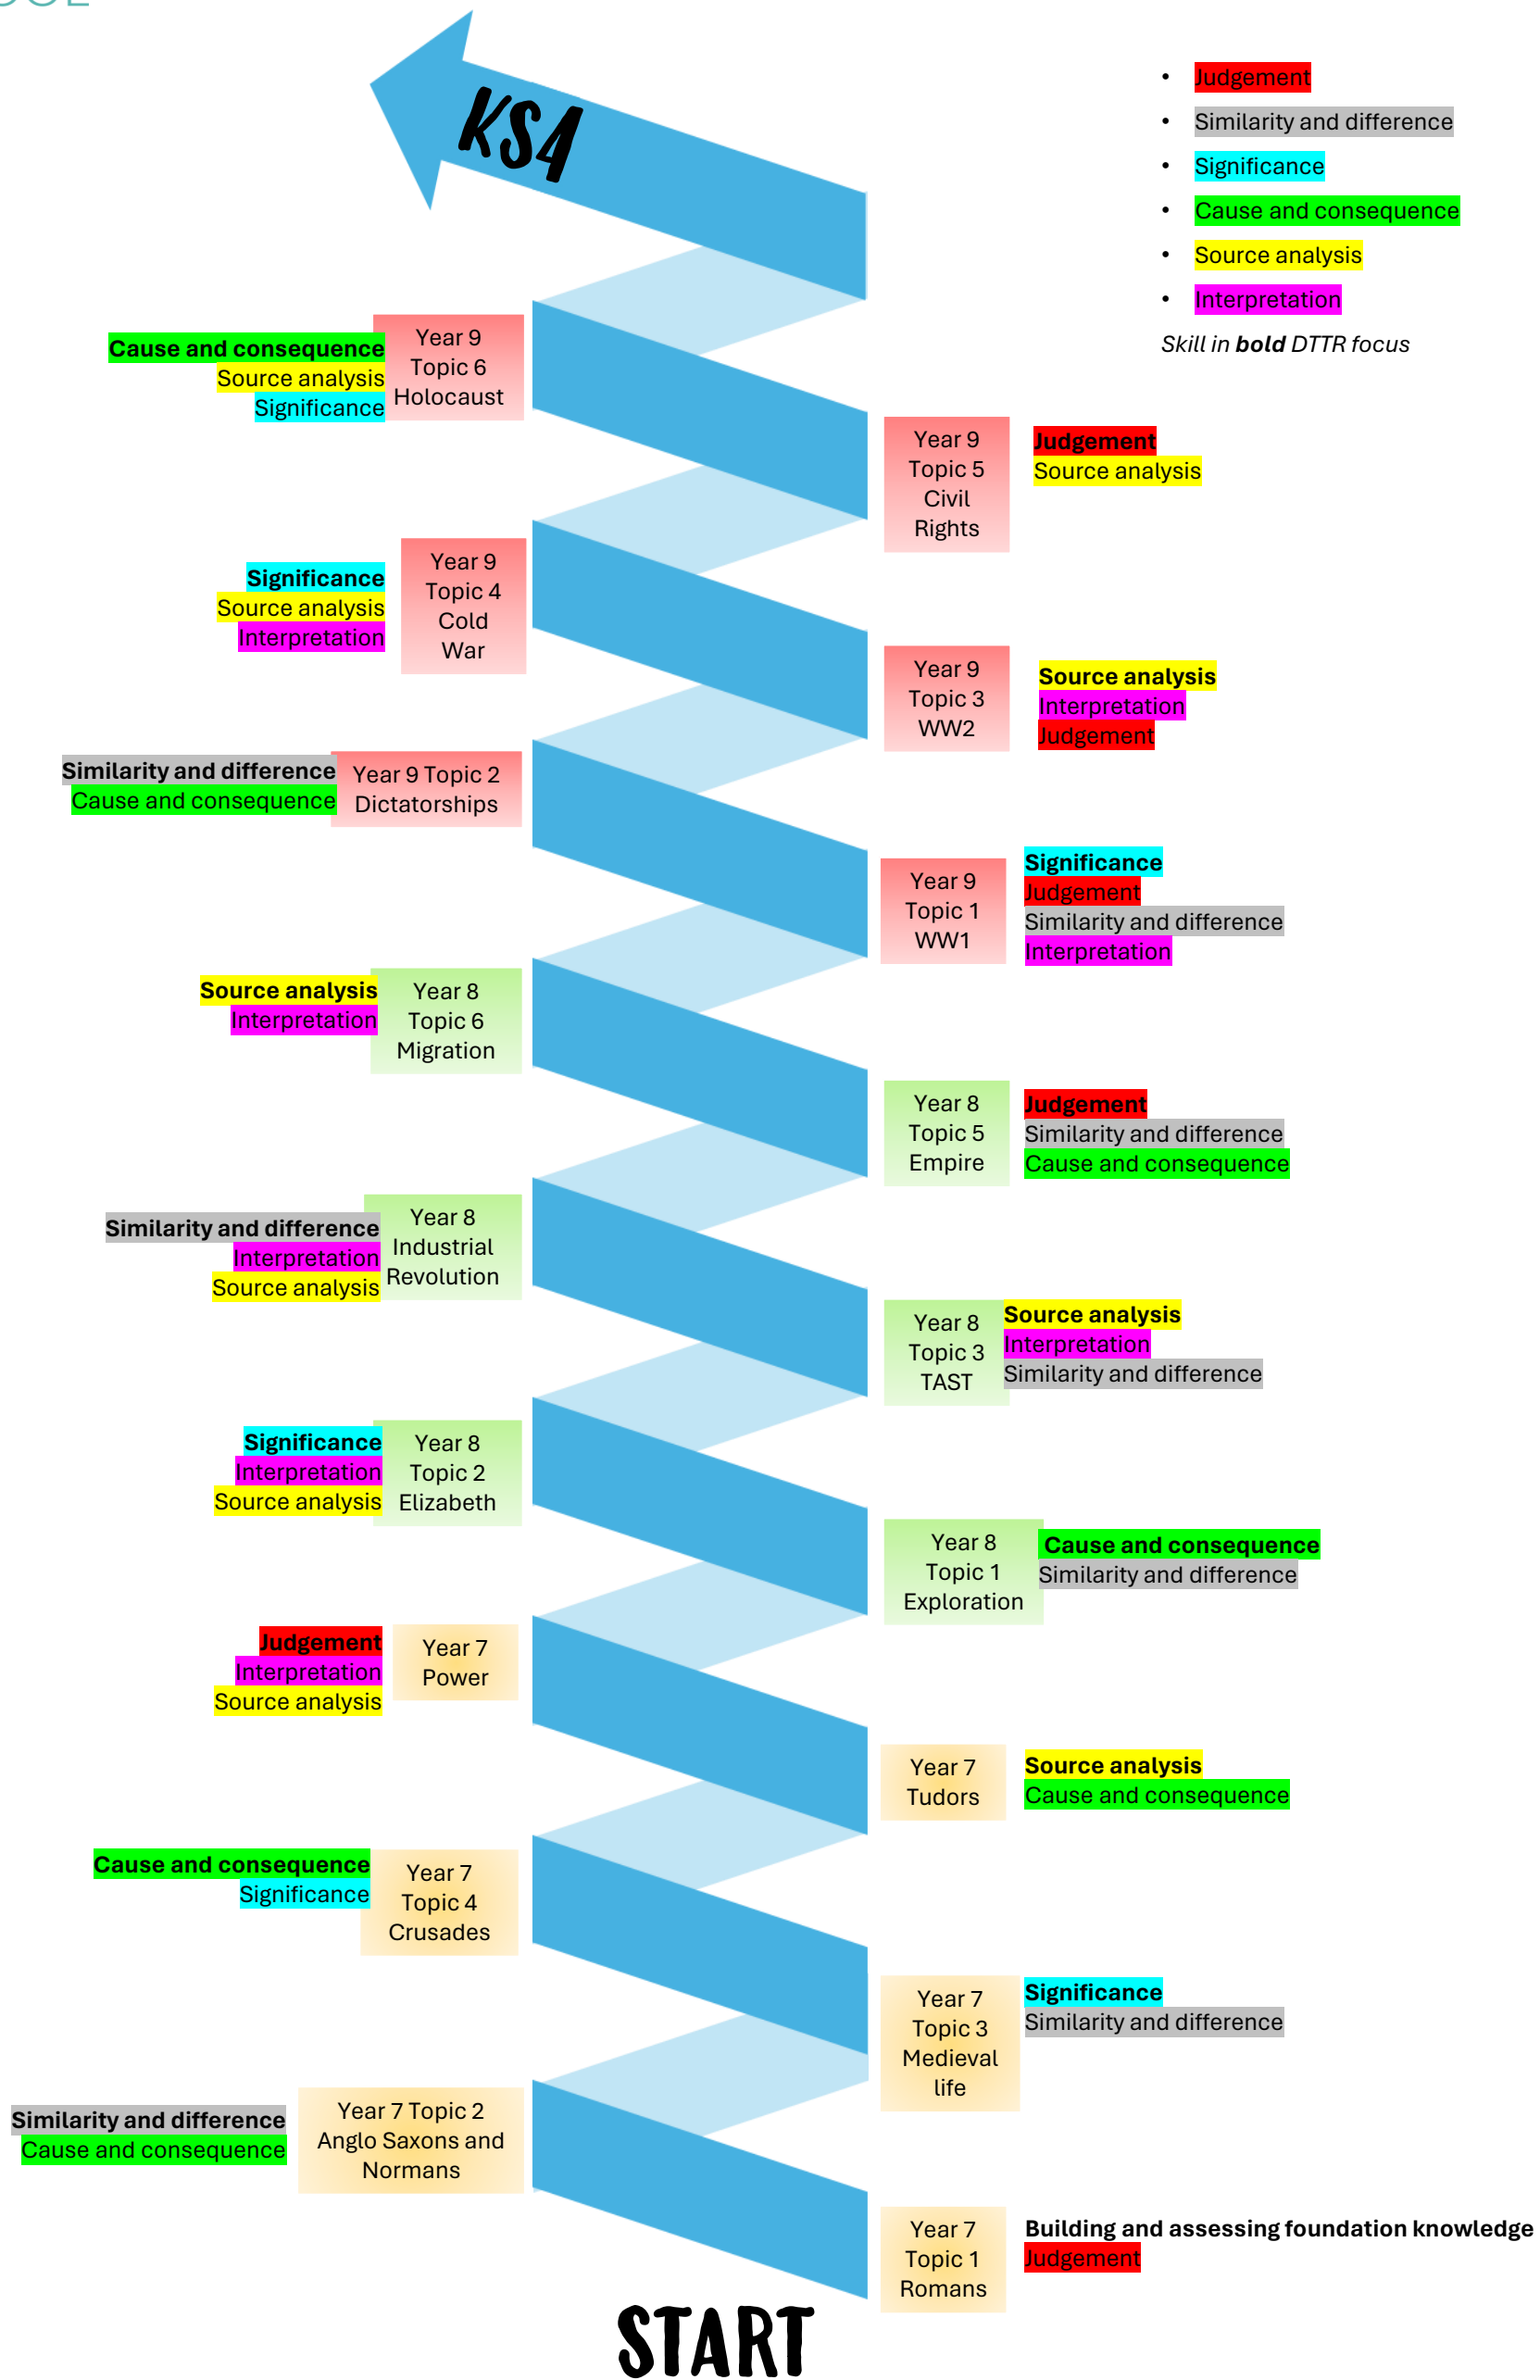 KS4
• Judgement
• Similarity and difference
• Significance
• Cause and consequence
• Source analysis
• Interpretation
Skill in bold DTTR focus
Cause and consequence
Source analysis
Significance
Year 9
Topic 6
Holocaust
Year 9
Topic 5
Civil
Rights
Judgement
Source analysis
Significance
Source analysis
Interpretation
Year 9
Topic 4
Cold
War
Year 9
Topic 3
WW2
Source analysis
Interpretation
Judgement
Similarity and difference
Cause and consequence
Year 9 Topic 2
Dictatorships
Year 9
Topic 1
WW1
Significance
Judgement
Similarity and difference
Interpretation
Source analysis
Interpretation
Year 8
Topic 6
Migration
Year 8
Topic 5
Empire
Judgement
Similarity and difference
Cause and consequence
Similarity and difference
Interpretation
Source analysis
Year 8
Industrial
Revolution
Year 8
Topic 3
TAST
Source analysis
Interpretation
Similarity and difference
Significance
Interpretation
Source analysis
Year 8
Topic 2
Elizabeth
Year 8
Topic 1
Exploration
Cause and consequence
Similarity and difference
Judgement
Interpretation
Source analysis
Year 7
Power
Year 7
Tudors
Source analysis
Cause and consequence
Cause and consequence
Significance
Year 7
Topic 4
Crusades
Year 7
Topic 3
Medieval
life
Significance
Similarity and difference
Similarity and difference
Cause and consequence
Year 7 Topic 2
Anglo Saxons and
Normans
Year 7
Topic 1
Romans
Building and assessing foundation knowledge
Judgement
START